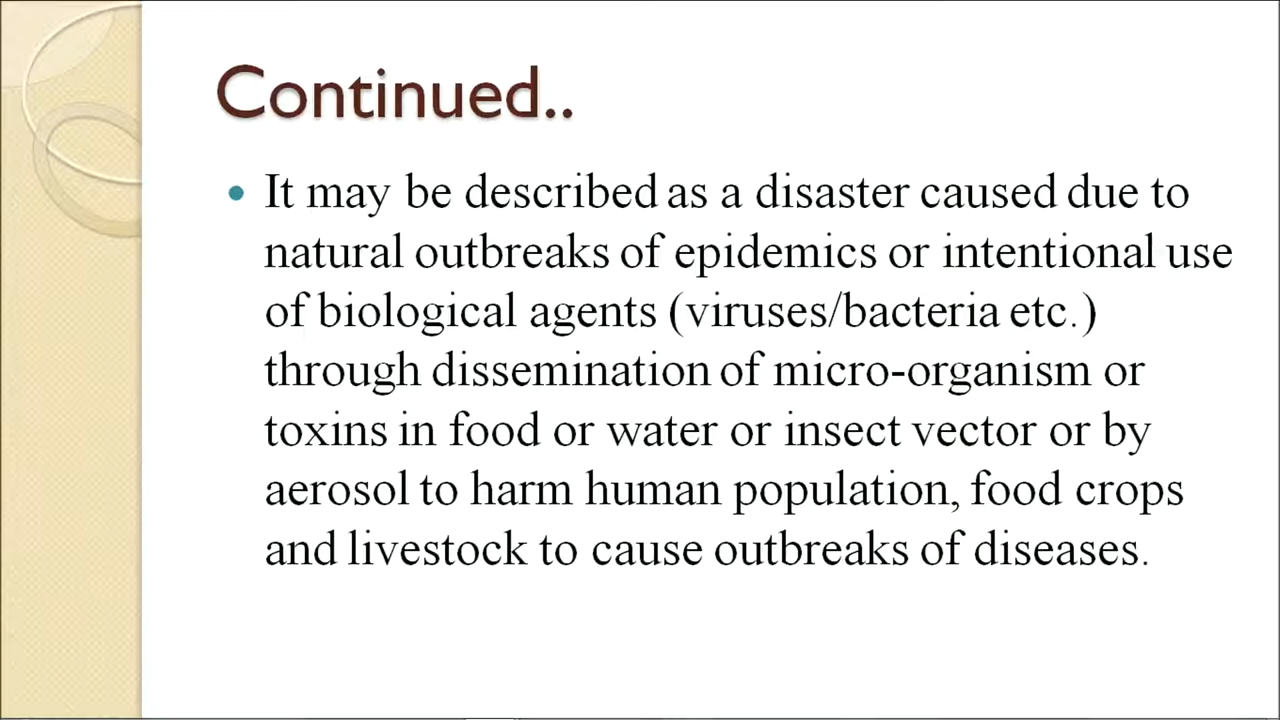 Continued..
• It may be described as a disaster caused due to
natural outbreaks of epidemics or intentional use
of biological agents (viruses/bacteria etc.)
through dissemination of micro-organism or
toxins in food or water or insect vector or by
aerosol to harm human population, food crops
and livestock to cause outbreaks of diseases.